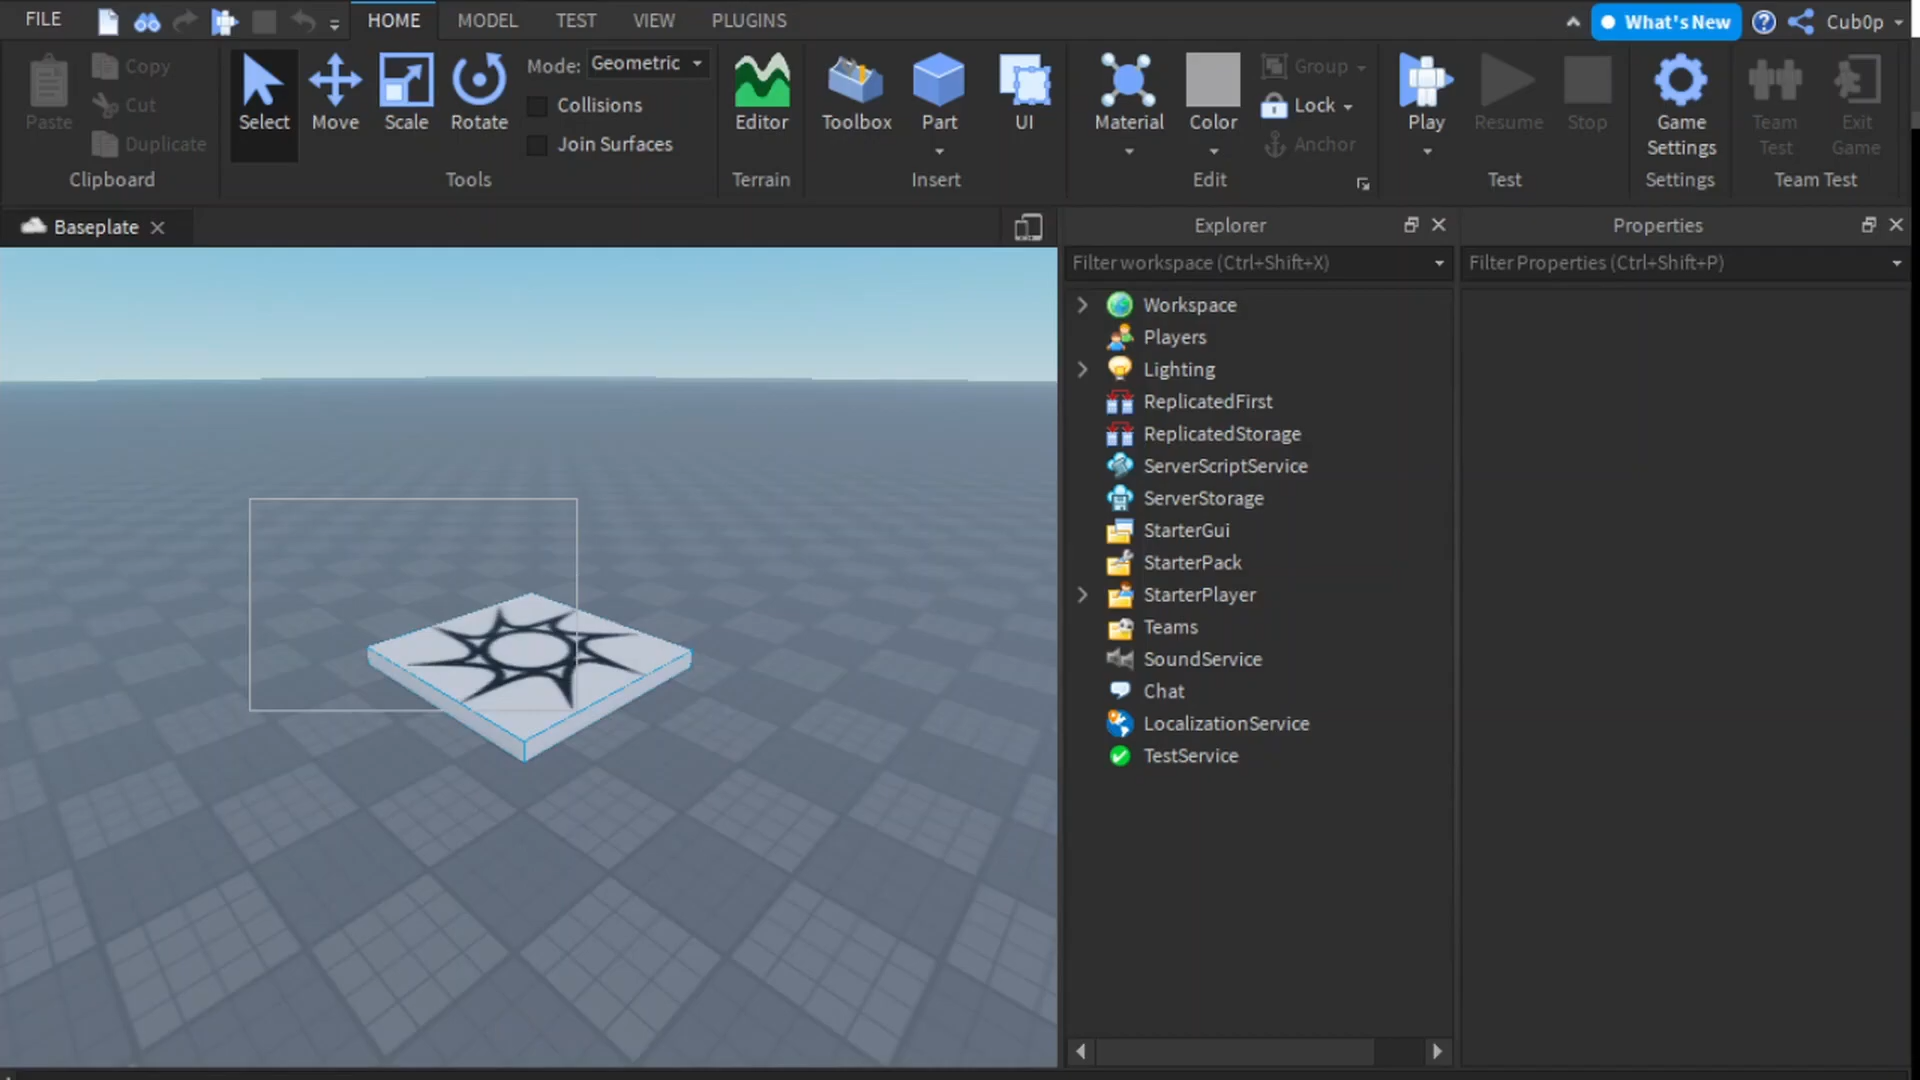 FILE HOME MODEL TEST VIEW PLUGINS What's New Cub0p
Paste Copy Cut Duplicate
Clipboard
Select Move Scale Rotate
Mode: Geometric
Collisions
Join Surfaces
Tools
Editor
Terrain
Toolbox Part UI
Insert
Material Color Group Lock Anchor
Edit
Play Resume Stop
Test
Game Settings
Settings
Team Test Exit Game
Team Test
Baseplate
Explorer
Filter workspace (Ctrl+Shift+X)
Workspace
Players
Lighting
ReplicatedFirst
ReplicatedStorage
ServerScriptService
ServerStorage
StarterGui
StarterPack
StarterPlayer
Teams
SoundService
Chat
LocalizationService
TestService
Properties
Filter Properties (Ctrl+Shift+P)